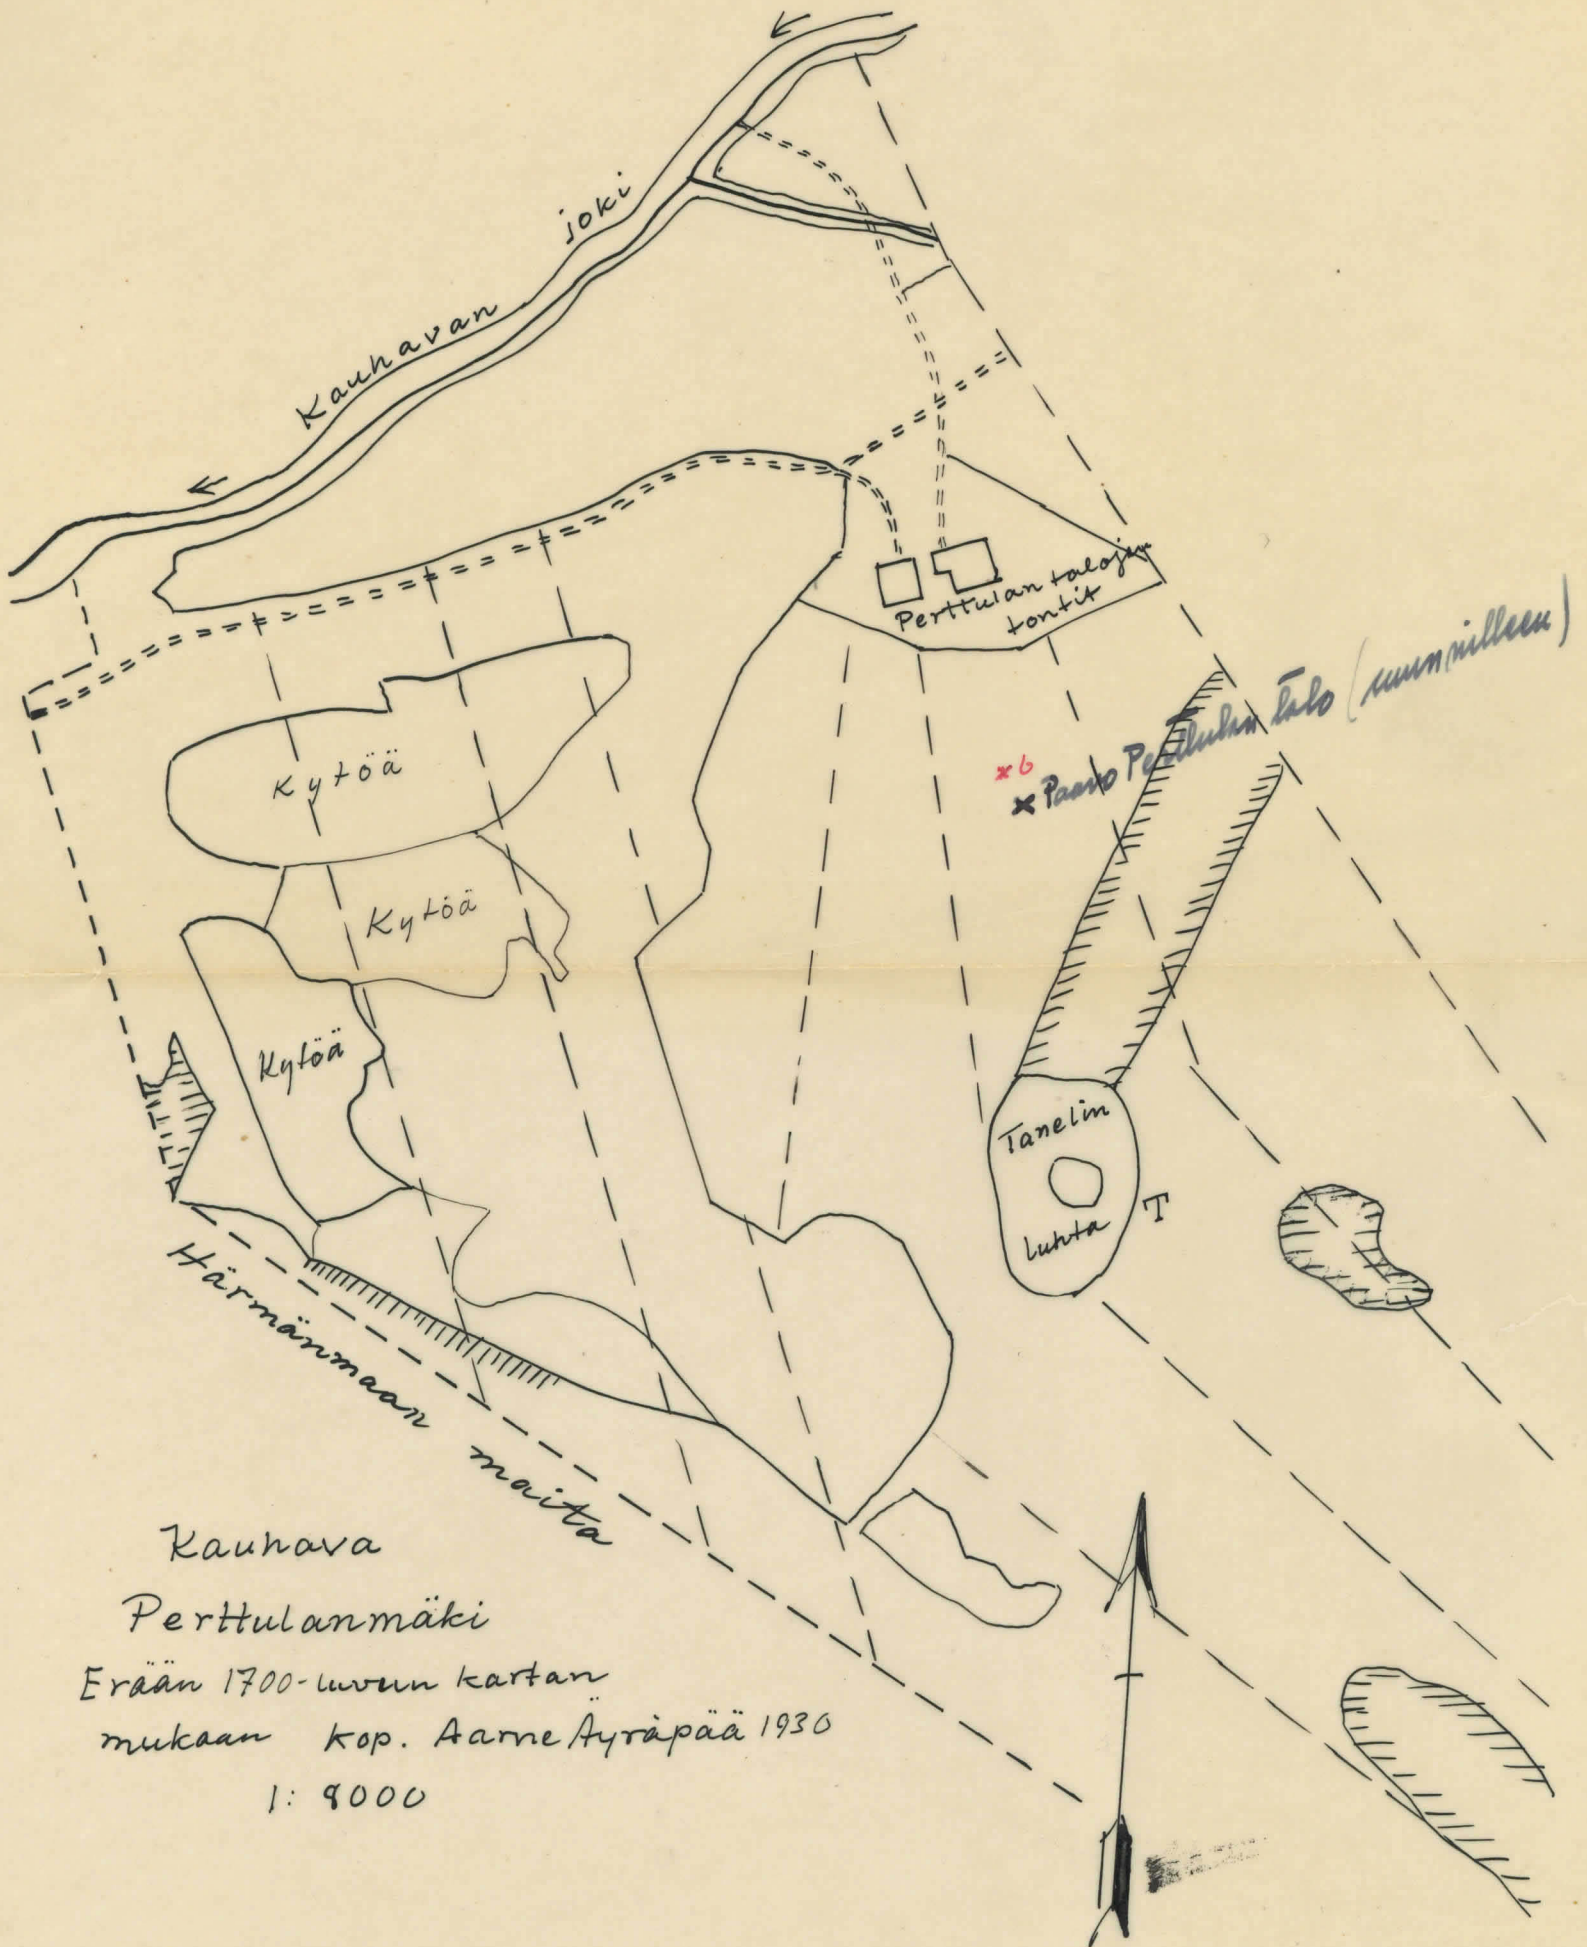 Kauhavan joki
Perttulan talojen
tontit
x 6
x Paavo Perttulan talo (suunnilleen)
Kytöä
Kytöä
Kytöä
Tanelin
luhta
T
Härmänmaan maita
Kauhava
Perttulanmäki
Erään 1700-luvun kartan
mukaan kop. Aarne Äyräpää 1930
1: 8000